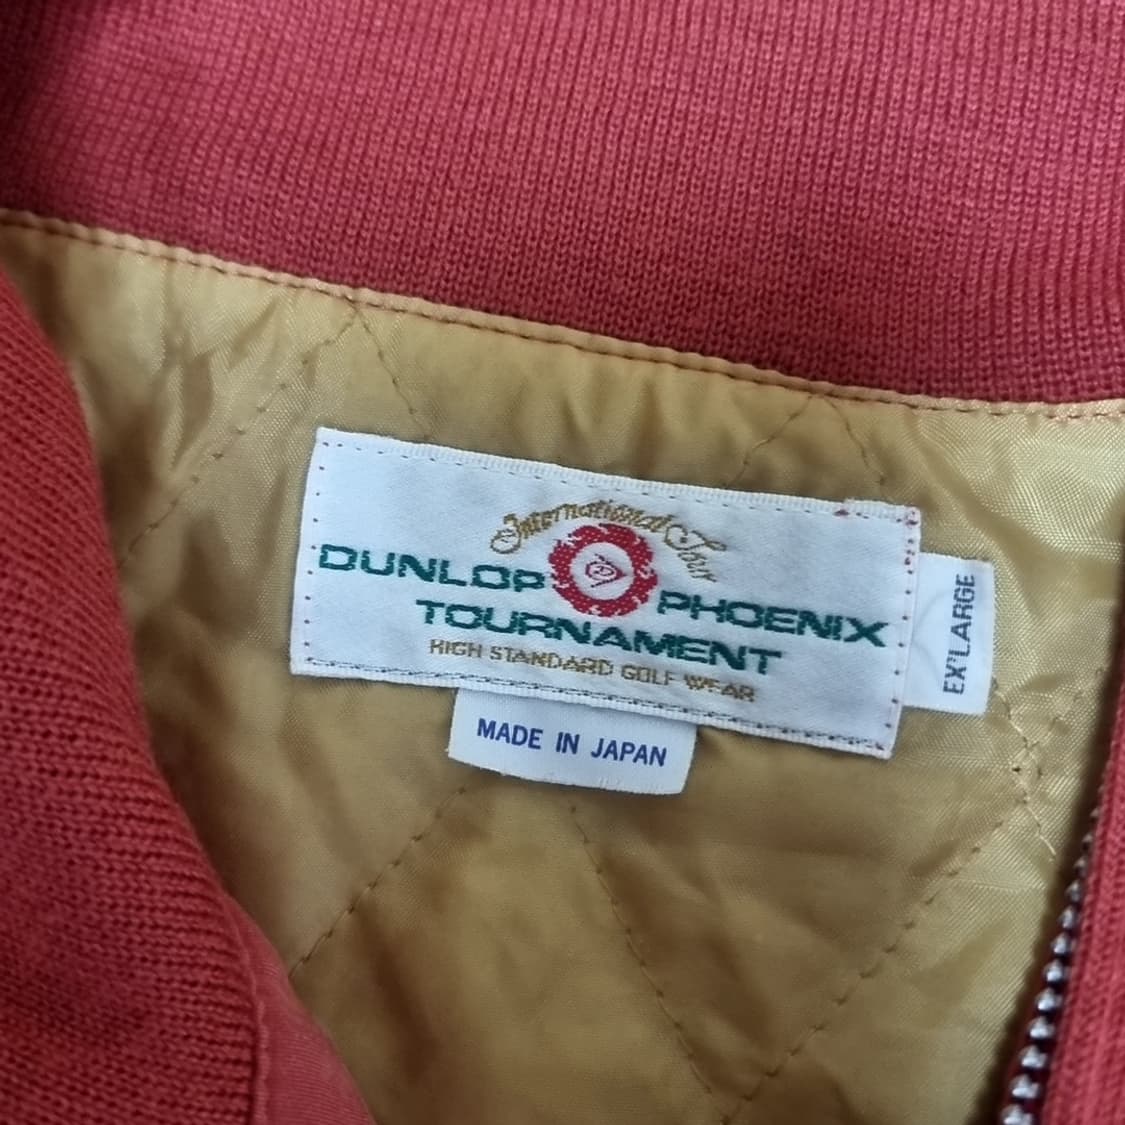 International Tour
DUNLOP PHOENIX
TOURNAMENT
HIGH STANDARD GOLF WEAR
MADE IN JAPAN
EX'LARGE